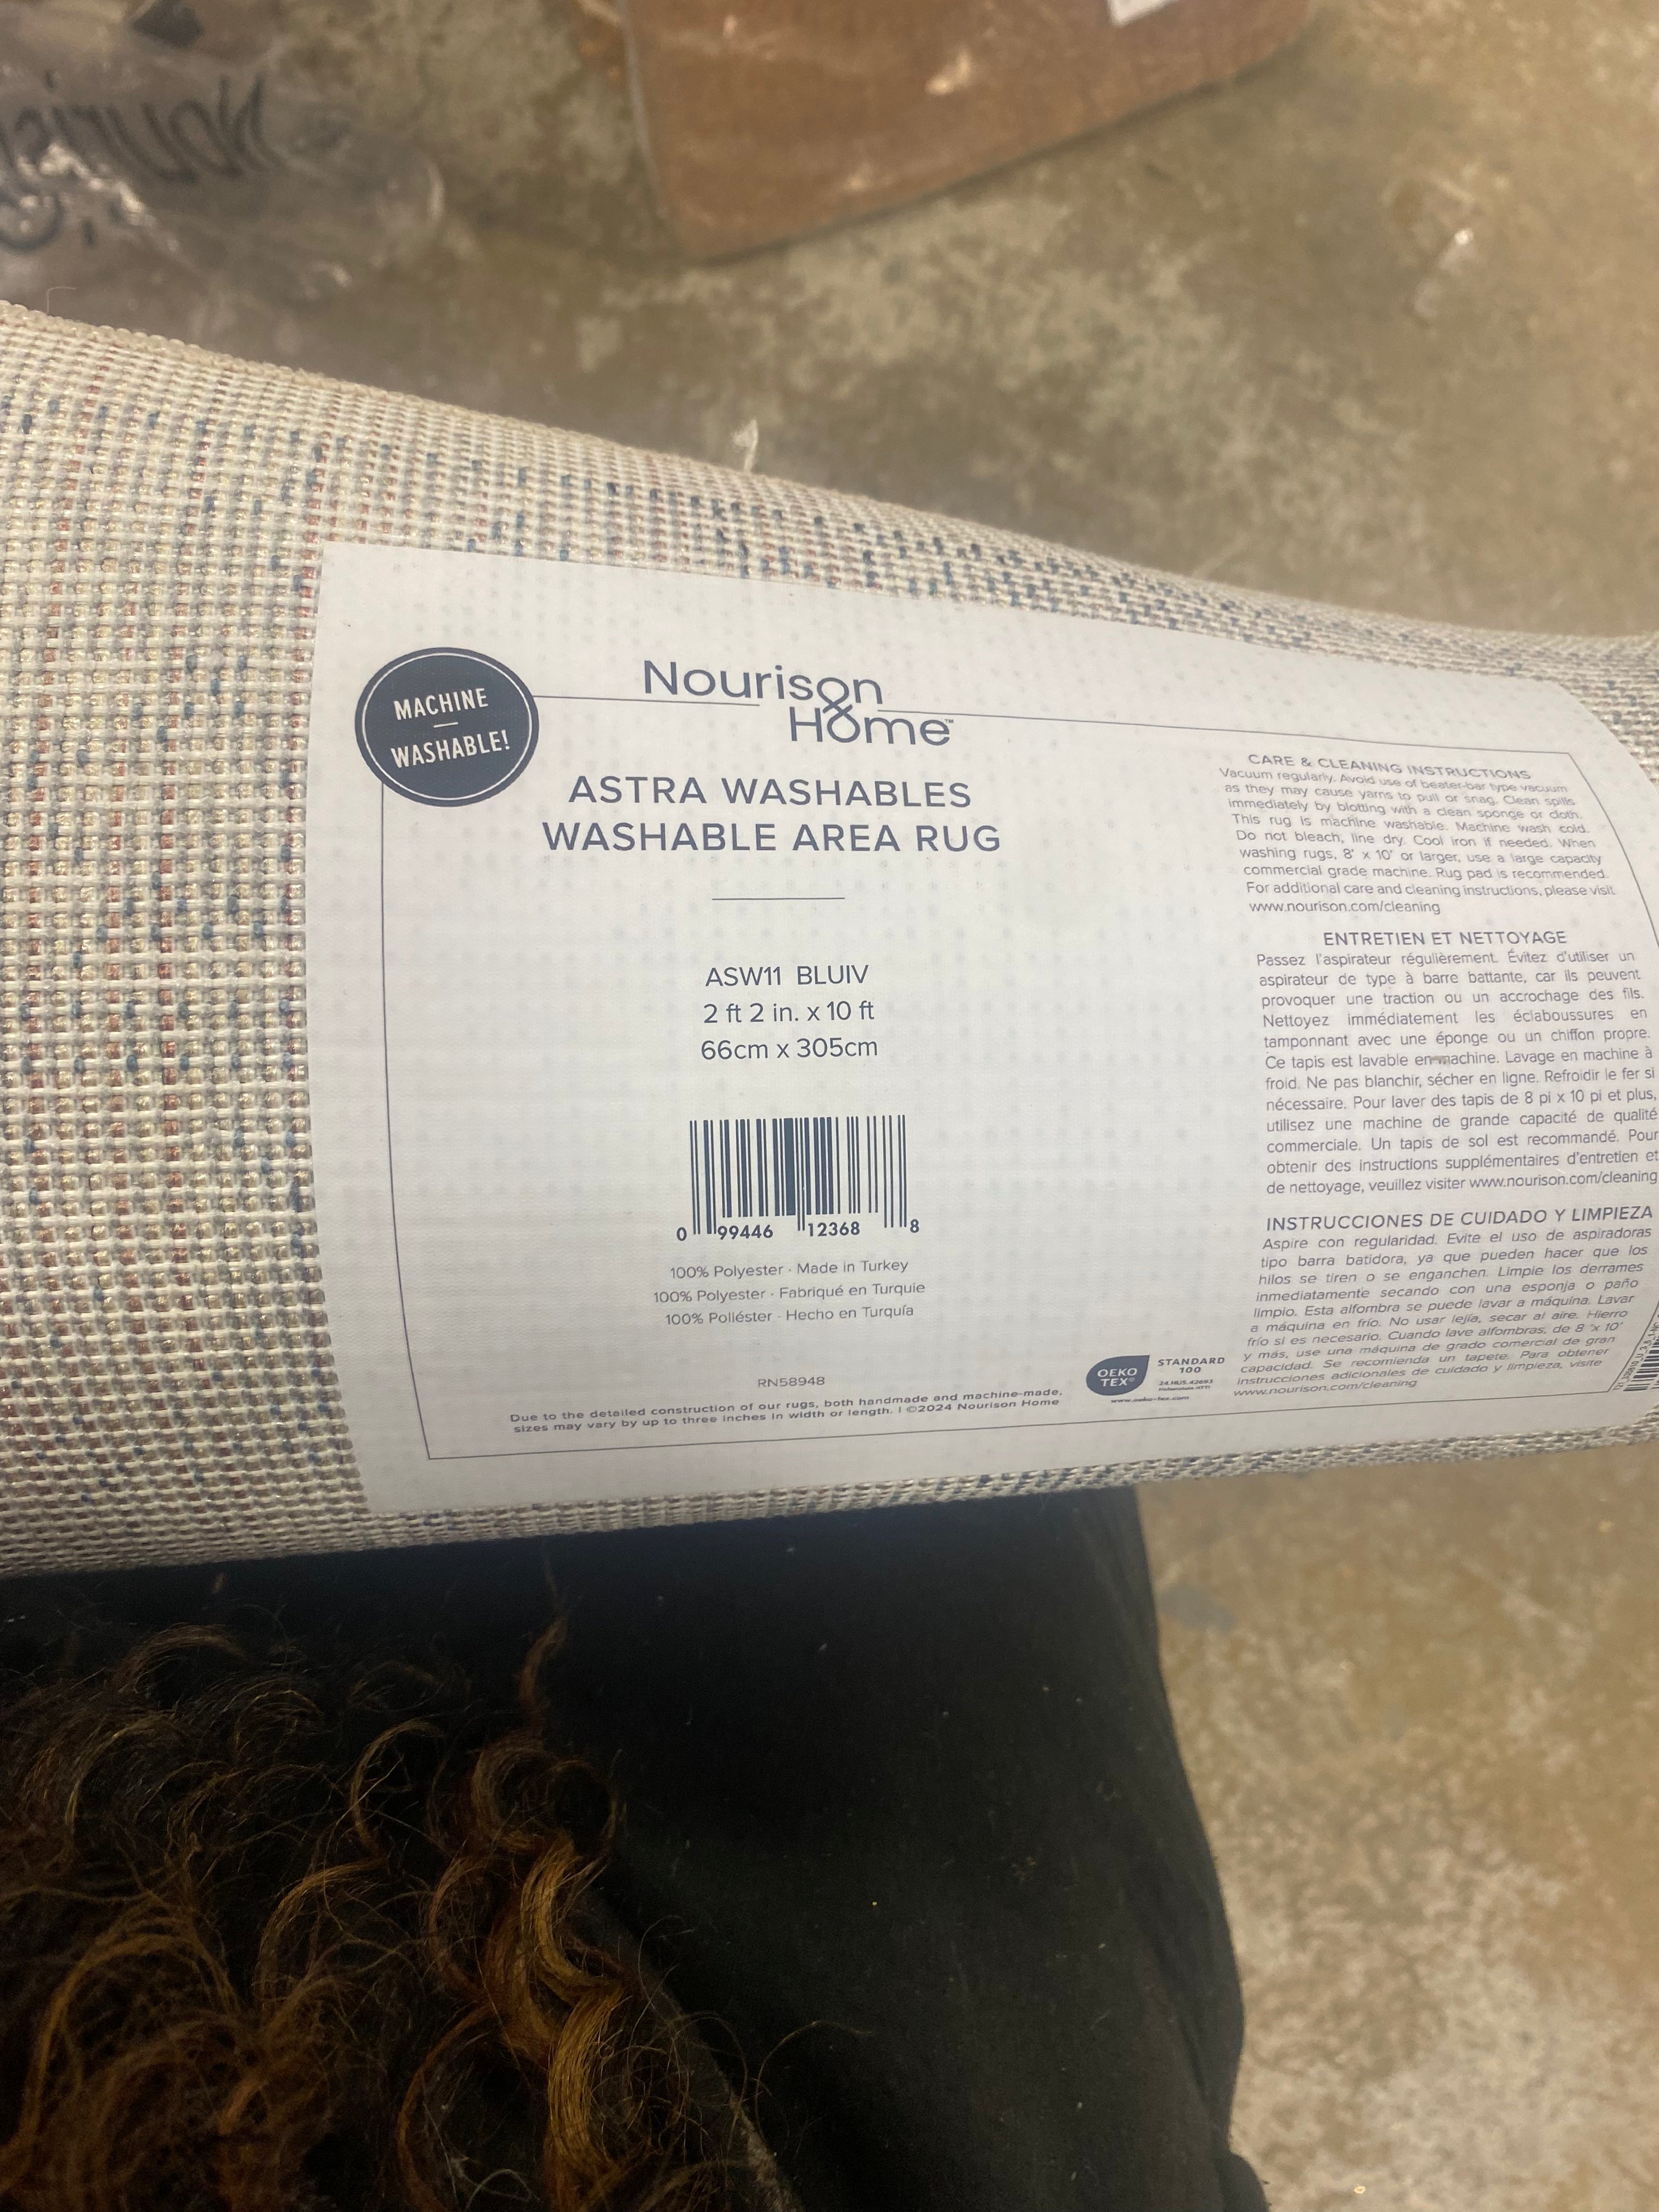 Nourison
MACHINE
WASHABLE!
Nourison
Home™
ASTRA WASHABLES
WASHABLE AREA RUG
ASW11 BLUIV
2 ft 2 in. x 10 ft
66cm x 305cm
0 99446 12368 8
100% Polyester · Made in Turkey
100% Polyester · Fabriqué en Turquie
100% Poliéster · Hecho en Turquía
RN58948
Due to the detailed construction of our rugs, both handmade and machine-made,
sizes may vary by up to three inches in width or length. | ©2024 Nourison Home
OEKO
TEX®
STANDARD
100
www.oeko-tex.com
CARE & CLEANING INSTRUCTIONS
Vacuum regularly. Avoid use of beater-bar type vacuum
as they may cause yarns to pull or snag. Clean spills
immediately by blotting with a clean sponge or cloth.
This rug is machine washable. Machine wash cold.
Do not bleach, line dry. Cool iron if needed. When
washing rugs, 8' x 10' or larger, use a large capacity
commercial grade machine. Rug pad is recommended.
For additional care and cleaning instructions, please visit
www.nourison.com/cleaning
ENTRETIEN ET NETTOYAGE
Passez l'aspirateur régulièrement. Évitez d'utiliser un
aspirateur de type à barre battante, car ils peuvent
provoquer une traction ou un accrochage des fils.
Nettoyez immédiatement les éclaboussures en
tamponnant avec une éponge ou un chiffon propre.
Ce tapis est lavable en machine. Lavage en machine à
froid. Ne pas blanchir, sécher en ligne. Refroidir le fer si
nécessaire. Pour laver des tapis de 8 pi x 10 pi et plus,
utilisez une machine de grande capacité de qualité
commerciale. Un tapis de sol est recommandé. Pour
obtenir des instructions supplémentaires d'entretien et
de nettoyage, veuillez visiter www.nourison.com/cleaning
INSTRUCCIONES DE CUIDADO Y LIMPIEZA
Aspire con regularidad. Evite el uso de aspiradoras
tipo barra batidora, ya que pueden hacer que los
hilos se tiren o se enganchen. Limpie los derrames
inmediatamente secando con una esponja o paño
limpio. Esta alfombra se puede lavar a máquina. Lavar
a máquina en frío. No usar lejía, secar al aire. Hierro
frío si es necesario. Cuando lave alfombras, de 8 'x 10'
y más, use una máquina de grado comercial de gran
capacidad. Se recomienda un tapete. Para obtener
instrucciones adicionales de cuidado y limpieza, visite
www.nourison.com/cleaning